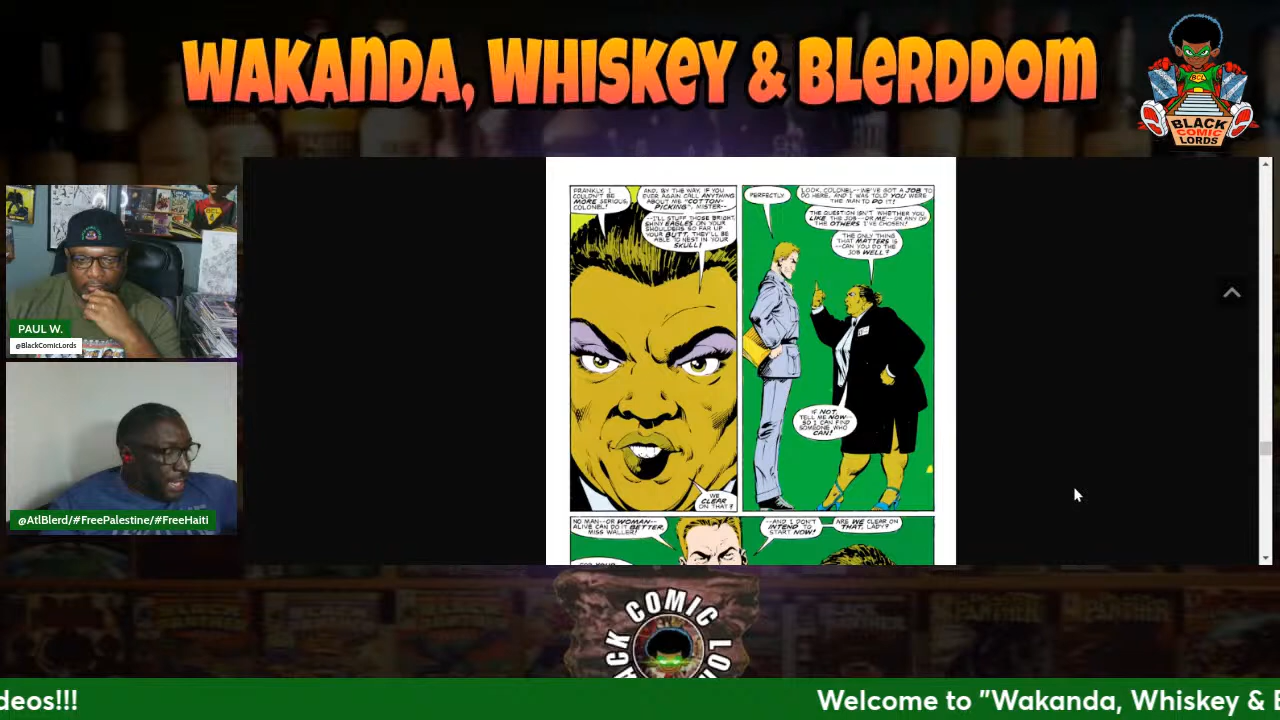 WAKANDA, WHISKEY & BLERDDOM
BCL
BLACK
COMIC
LORDS
PAUL W.
@BlackComicLords
@AtlBlerd/#FreePalestine/#FreeHaiti
FRANKLY, I
COULDN'T BE
MORE SERIOUS,
COLONEL!
AND, BY THE WAY, IF YOU
EVER AGAIN CALL ANYTHING
ABOUT ME "COTTON-
PICKING", MISTER--
--I'LL STUFF THOSE BRIGHT,
SHINY EAGLES ON YOUR
SHOULDERS SO FAR UP
YOUR BUTT, THEY'LL BE
ABLE TO NEST IN YOUR
SKULL!
WE
CLEAR
ON THAT?
PERFECTLY.
LOOK, COLONEL--WE'VE GOT A JOB TO
DO HERE, AND I WAS TOLD YOU WERE
THE MAN TO DO IT!
THE QUESTION ISN'T WHETHER YOU
LIKE THE JOB--OR ME--OR ANY OF
THE OTHERS I'VE CHOSEN!
THE ONLY THING
THAT MATTERS IS
--CAN YOU DO THE
JOB WELL?
IF NOT,
TELL ME NOW--
SO I CAN FIND
SOMEONE WHO
CAN!
NO MAN--OR WOMAN--
ALIVE CAN DO IT BETTER,
MISS WALLER!
--AND I DON'T
INTEND TO
START NOW!
ARE WE CLEAR ON
THAT, LADY?
ACK COMIC LO
deos!!!
Welcome to "Wakanda, Whiskey & B